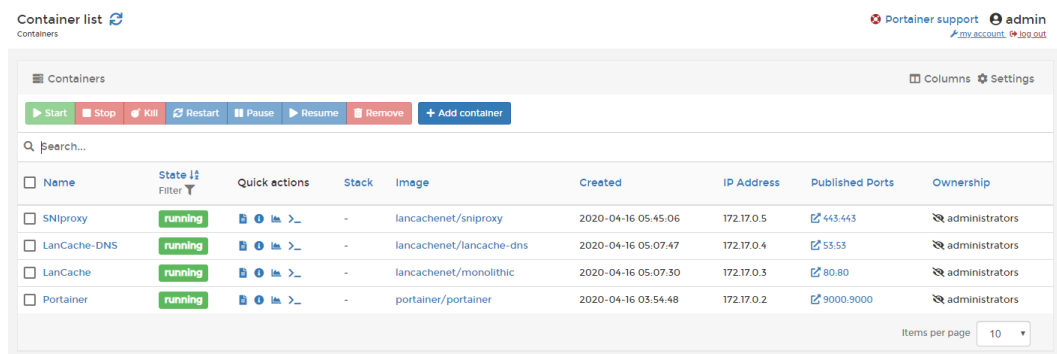 Container list
Portainer support admin
Containers
my account log out
Containers
Columns Settings
Start Stop Kill Restart Pause Resume Remove + Add container
Search...
Name State Filter Quick actions Stack Image Created IP Address Published Ports Ownership
SNIproxy running - lancachenet/sniproxy 2020-04-16 05:45:06 172.17.0.5 443:443 administrators
LanCache-DNS running - lancachenet/lancache-dns 2020-04-16 05:07:47 172.17.0.4 53:53 administrators
LanCache running - lancachenet/monolithic 2020-04-16 05:07:30 172.17.0.3 80:80 administrators
Portainer running - portainer/portainer 2020-04-16 03:54:48 172.17.0.2 9000:9000 administrators
Items per page 10